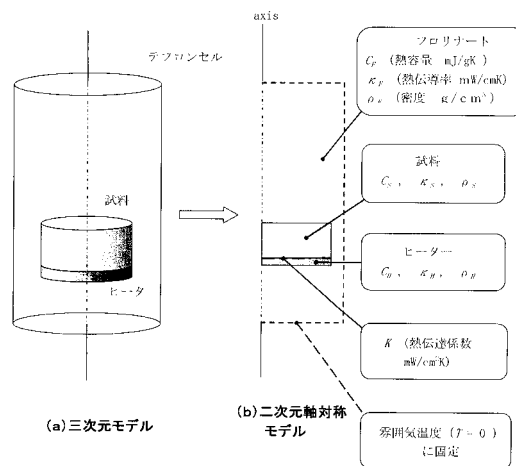 axis
テフロンセル
試料
ヒータ
(a)三次元モデル
フロリナート
C_F (熱容量 mJ/gK)
κ_F (熱伝導率 mW/cmK)
ρ_F (密度 g/cm³)
試料
C_S, κ_S, ρ_S
ヒーター
C_H, κ_H, ρ_H
K (熱伝達係数
mW/cm²K)
雰囲気温度 (T=0)
に固定
(b)二次元軸対称
モデル